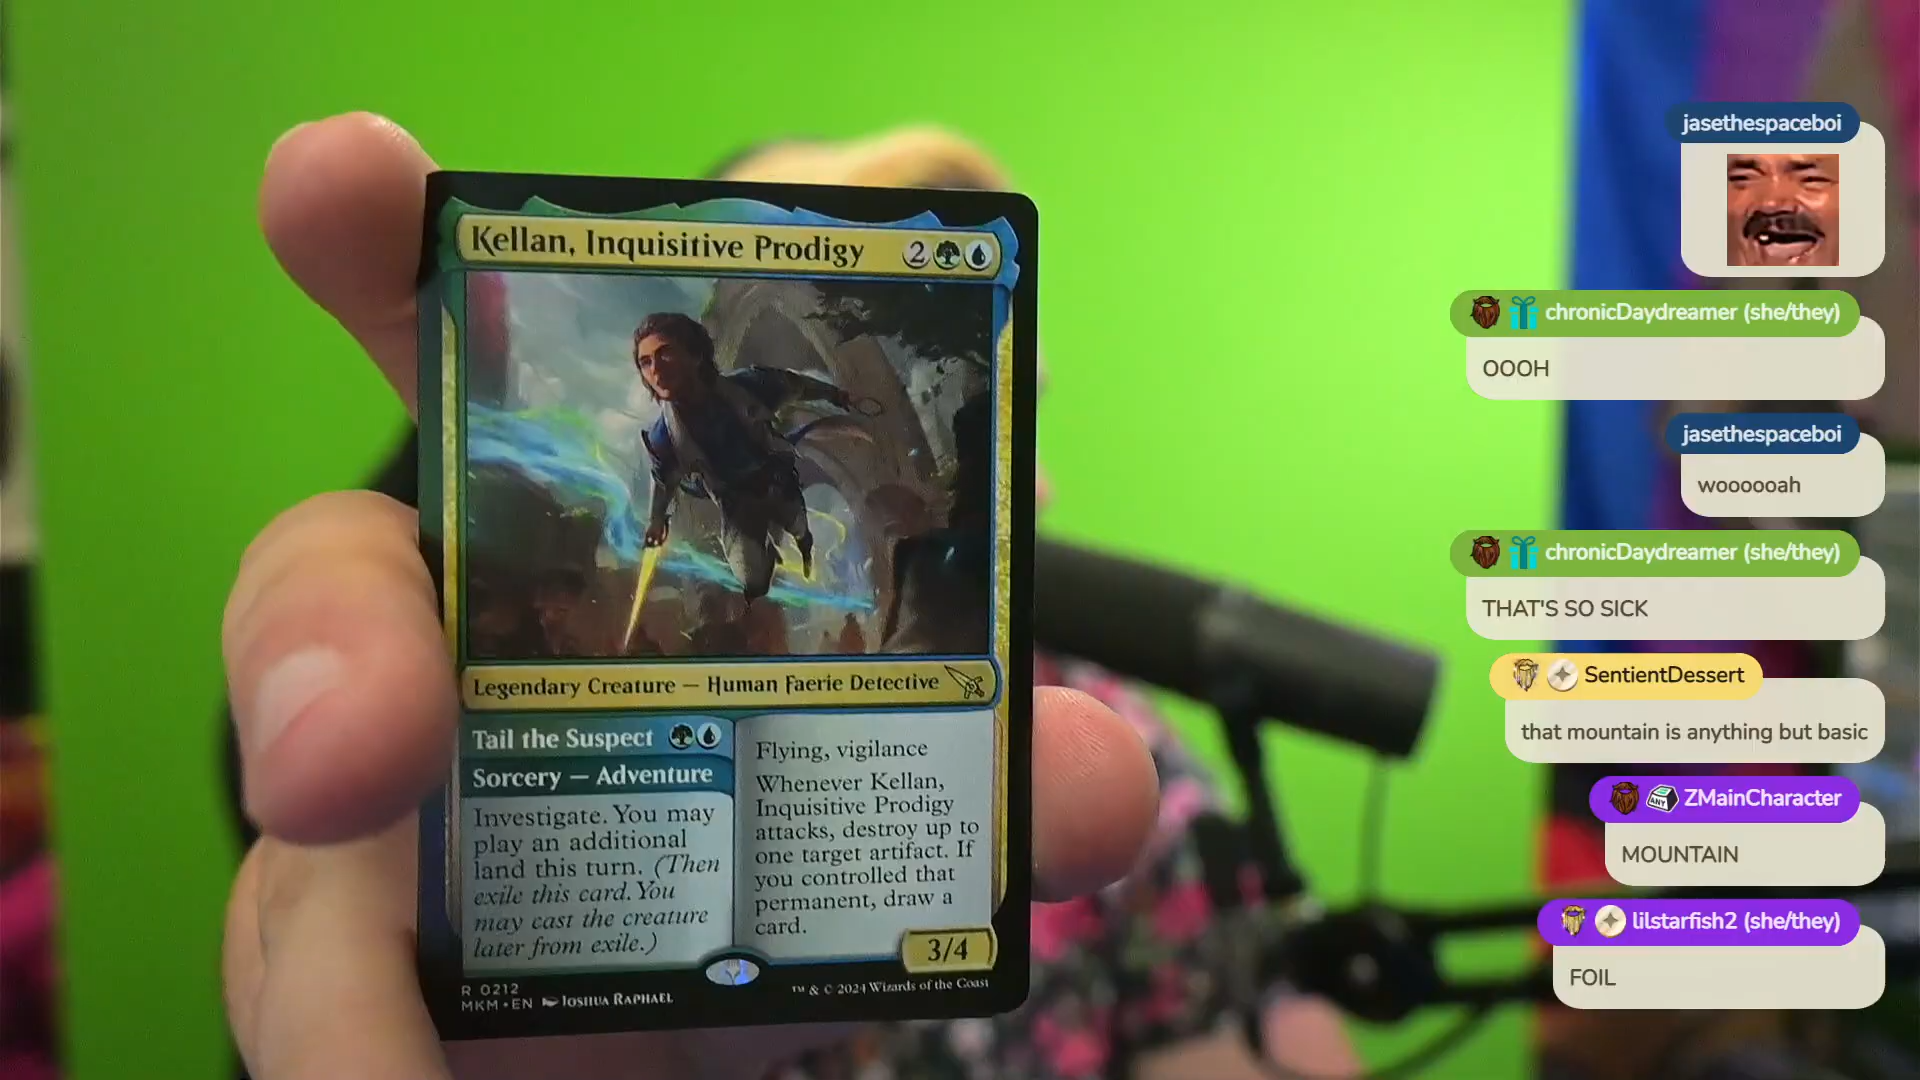 Kellan, Inquisitive Prodigy 2
Legendary Creature — Human Faerie Detective
Tail the Suspect
Sorcery — Adventure
Investigate. You may
play an additional
land this turn. (Then
exile this card. You
may cast the creature
later from exile.)
Flying, vigilance
Whenever Kellan,
Inquisitive Prodigy
attacks, destroy up to
one target artifact. If
you controlled that
permanent, draw a
card.
3/4
R 0212
MKM • EN Joshua Raphael
™ & © 2024 Wizards of the Coast
jasethespaceboi
chronicDaydreamer (she/they)
OOOH
jasethespaceboi
woooooah
chronicDaydreamer (she/they)
THAT'S SO SICK
SentientDessert
that mountain is anything but basic
ANY ZMainCharacter
MOUNTAIN
lilstarfish2 (she/they)
FOIL